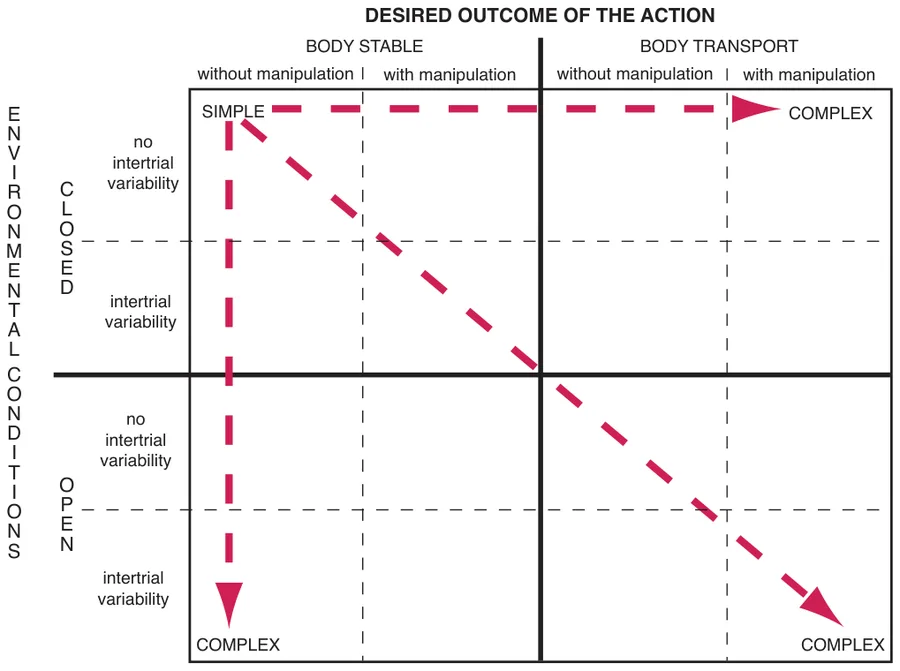 DESIRED OUTCOME OF THE ACTION
BODY STABLE
BODY TRANSPORT
without manipulation
with manipulation
without manipulation
with manipulation
ENVIRONMENTAL CONDITIONS
CLOSED
no
intertrial
variability
intertrial
variability
OPEN
no
intertrial
variability
intertrial
variability
SIMPLE
COMPLEX
COMPLEX
COMPLEX